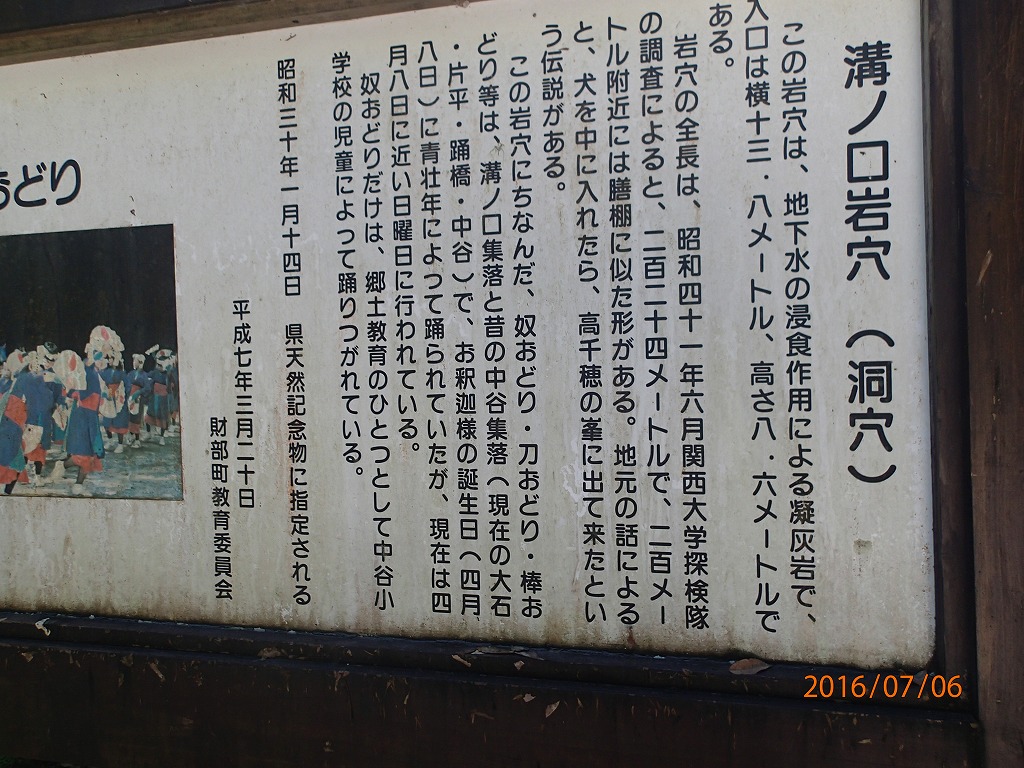 溝ノ口岩穴（洞穴）
この岩穴は、地下水の浸食作用による凝灰岩で、
入口は横十三・八メートル、高さ八・六メートルで
ある。
岩穴の全長は、昭和四十一年六月関西大学探検隊
の調査によると、二百二十四メートルで、二百メー
トル附近には膳棚に似た形がある。地元の話による
と、犬を中に入れたら、高千穂の峯に出て来たとい
う伝説がある。
この岩穴にちなんだ、奴おどり・刀おどり・棒お
どり等は、溝ノ口集落と昔の中谷集落（現在の大石
・片平・踊橋・中谷）で、お釈迦様の誕生日（四月
八日）に青壮年によって踊られていたが、現在は四
月八日に近い日曜日に行われている。
奴おどりだけは、郷土教育のひとつとして中谷小
学校の児童によって踊りつがれている。
昭和三十年一月十四日　県天然記念物に指定される
平成七年三月二十日
財部町教育委員会
おどり
2016/07/06